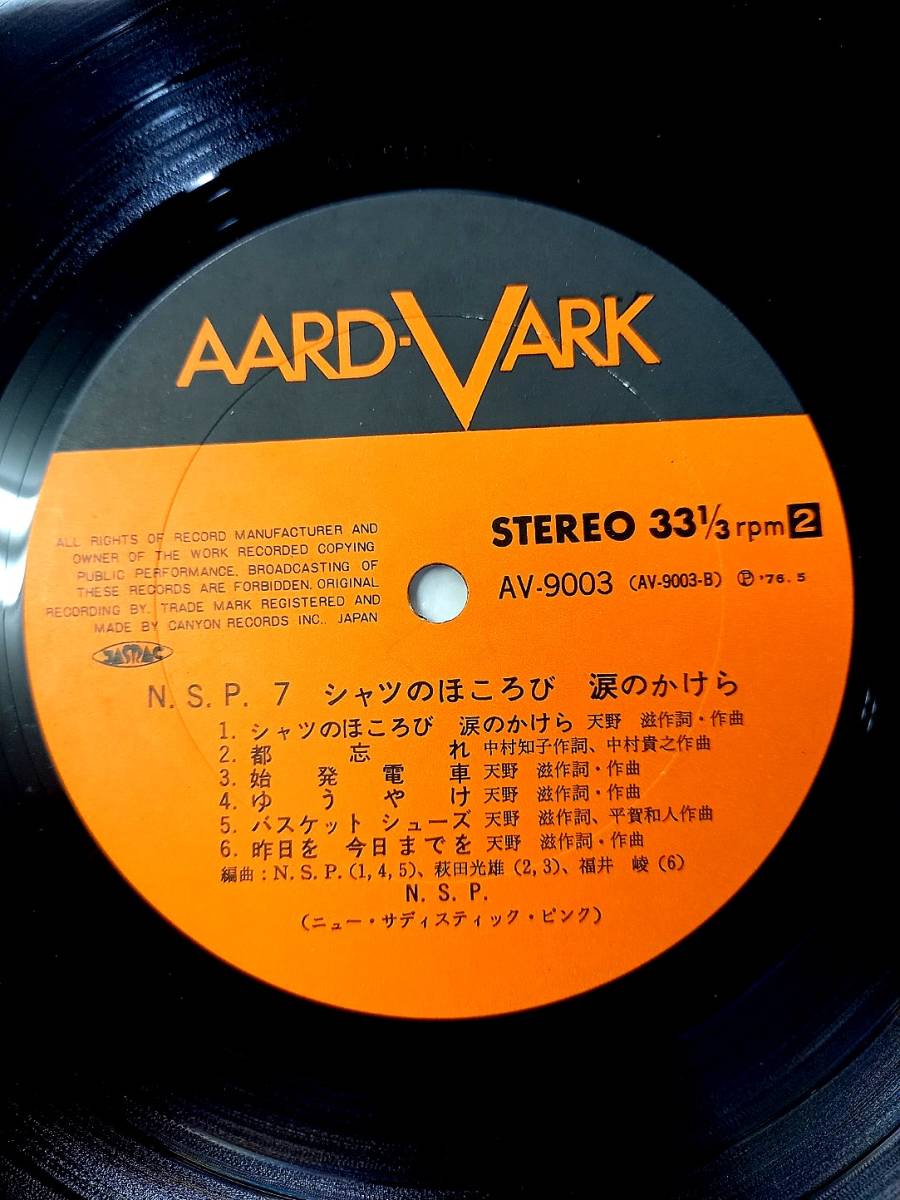 AARD-VARK
ALL RIGHTS OF RECORD MANUFACTURER AND
OWNER OF THE WORK RECORDED COPYING
PUBLIC PERFORMANCE, BROADCASTING OF
THESE RECORDS ARE FORBIDDEN. ORIGINAL
RECORDING BY. TRADE MARK REGISTERED AND
MADE BY CANYON RECORDS INC., JAPAN
JASRAC
STEREO 33 1/3 rpm 2
AV-9003 (AV-9003-B) Ⓟ '76. 5
N. S. P. 7 シャツのほころび 涙のかけら
1. シャツのほころび 涙のかけら 天野 滋作詞・作曲
2. 都忘れ 中村知子作詞、中村貴之作曲
3. 始発電車 天野 滋作詞・作曲
4. ゆうやけ 天野 滋作詞・作曲
5. バスケット シューズ 天野 滋作詞、平賀和人作曲
6. 昨日を 今日までを 天野 滋作詞・作曲
編曲：N. S. P. (1, 4, 5)、萩田光雄 (2, 3)、福井 崚 (6)
N. S. P.
(ニュー・サディスティック・ピンク)